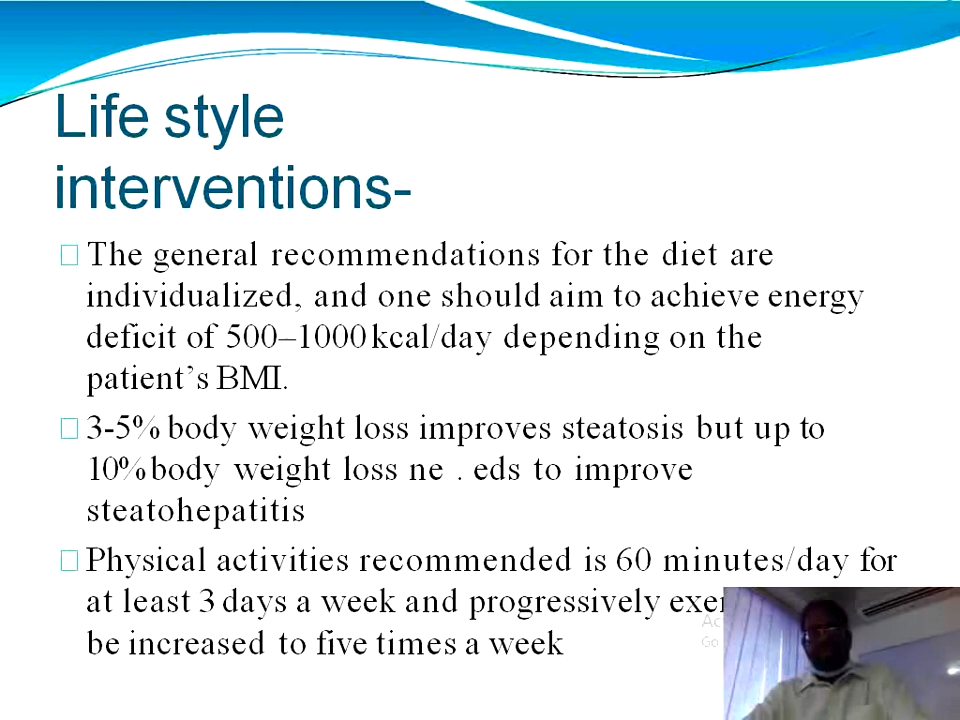 Life style
interventions-
The general recommendations for the diet are
individualized, and one should aim to achieve energy
deficit of 500–1000 kcal/day depending on the
patient’s BMI.
3-5% body weight loss improves steatosis but up to
10% body weight loss ne . eds to improve
steatohepatitis
Physical activities recommended is 60 minutes/day for
at least 3 days a week and progressively
be increased to five times a week
Go